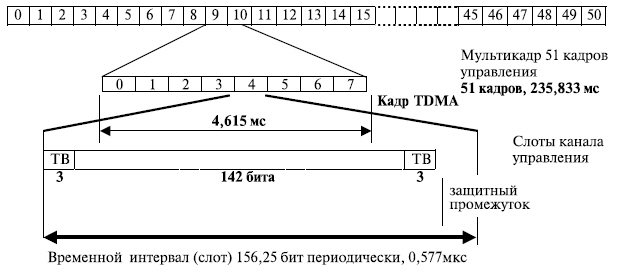 0 1 2 3 4 5 6 7 8 9 10 11 12 13 14 15 45 46 47 48 49 50
Мультикадр 51 кадров
управления
51 кадров, 235,833 мс
0 1 2 3 4 5 6 7
Кадр TDMA
4,615 мс
Слоты канала
управления
ТВ ТВ
3 142 бита 3
защитный
промежуток
Временной интервал (слот) 156,25 бит периодически, 0,577мкс